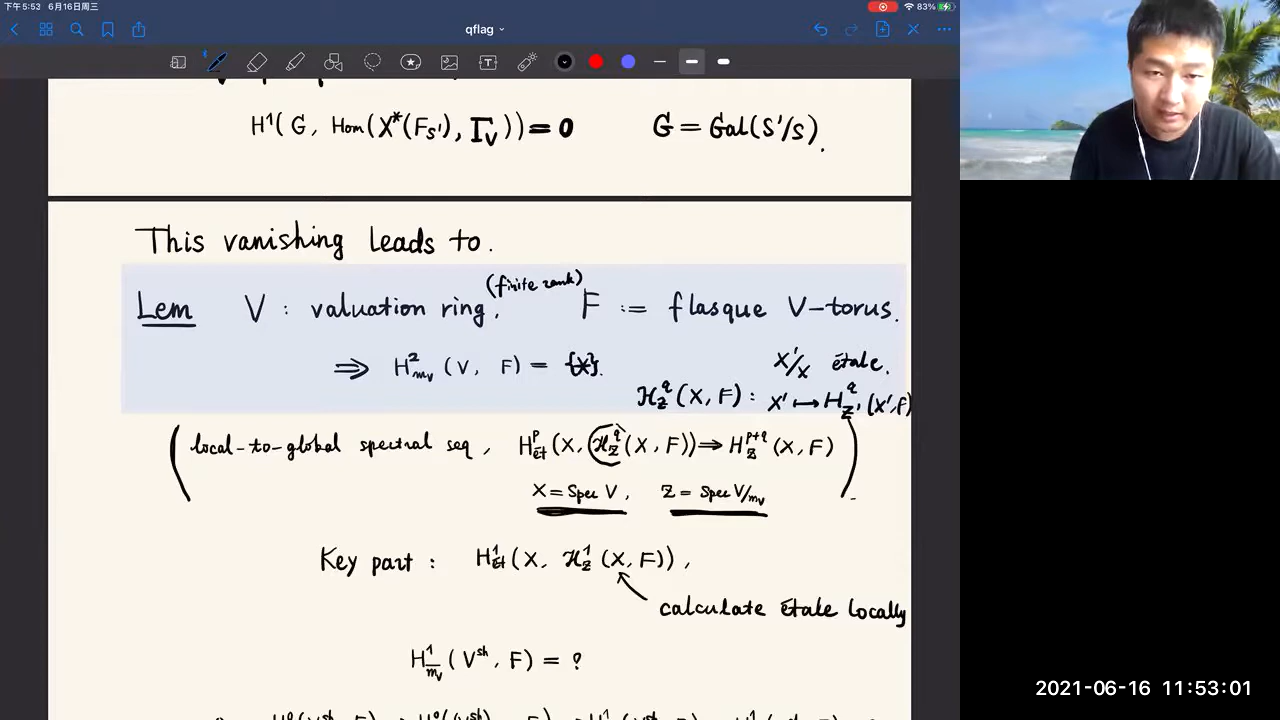 下午5:53 6月16日周三
83%
qflag
H¹(G, Hom(X*(F_{S'}), Γ_V)) = 0 G = Gal(S'/S).
This vanishing leads to.
(finite rank)
Lem V : valuation ring, F := flasque V-torus.
⇒ H²_{m_V}(V, F) = {*}. X'/X étale.
ℋ^q_Z(X, F) : X' ↦ H^q_{Z'}(X', F)
(local-to-global spectral seq, H^p_{ét}(X, ℋ^q_Z(X, F)) ⇒ H^{p+q}_Z(X, F)
X = Spec V, Z = Spec V/m_V)
Key part : H¹_{ét}(X, ℋ¹_Z(X, F)),
calculate étale locally
H¹_{m_V}(V^{sh}, F) = ?
2021-06-16 11:53:01